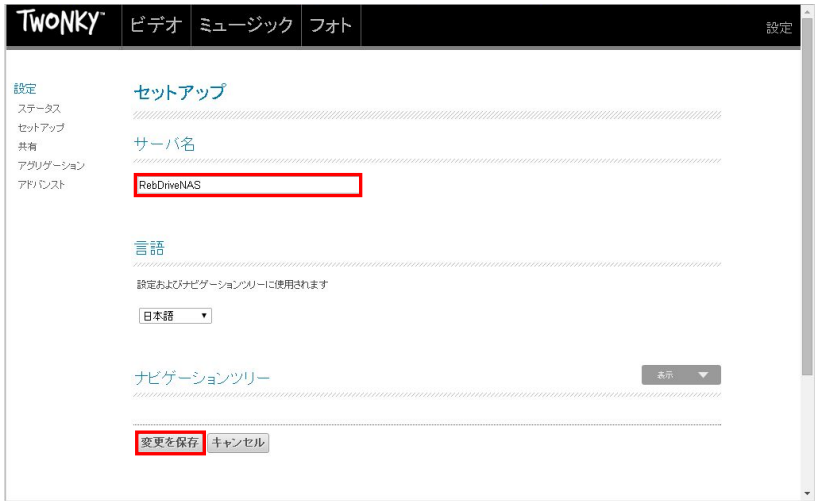 TWONKY™ ビデオ ミュージック フォト 設定
設定
ステータス
セットアップ
共有
アグリゲーション
アドバンスト
セットアップ
サーバ名
RebDriveNAS
言語
設定およびナビゲーションツリーに使用されます
日本語
ナビゲーションツリー 表示
変更を保存 キャンセル